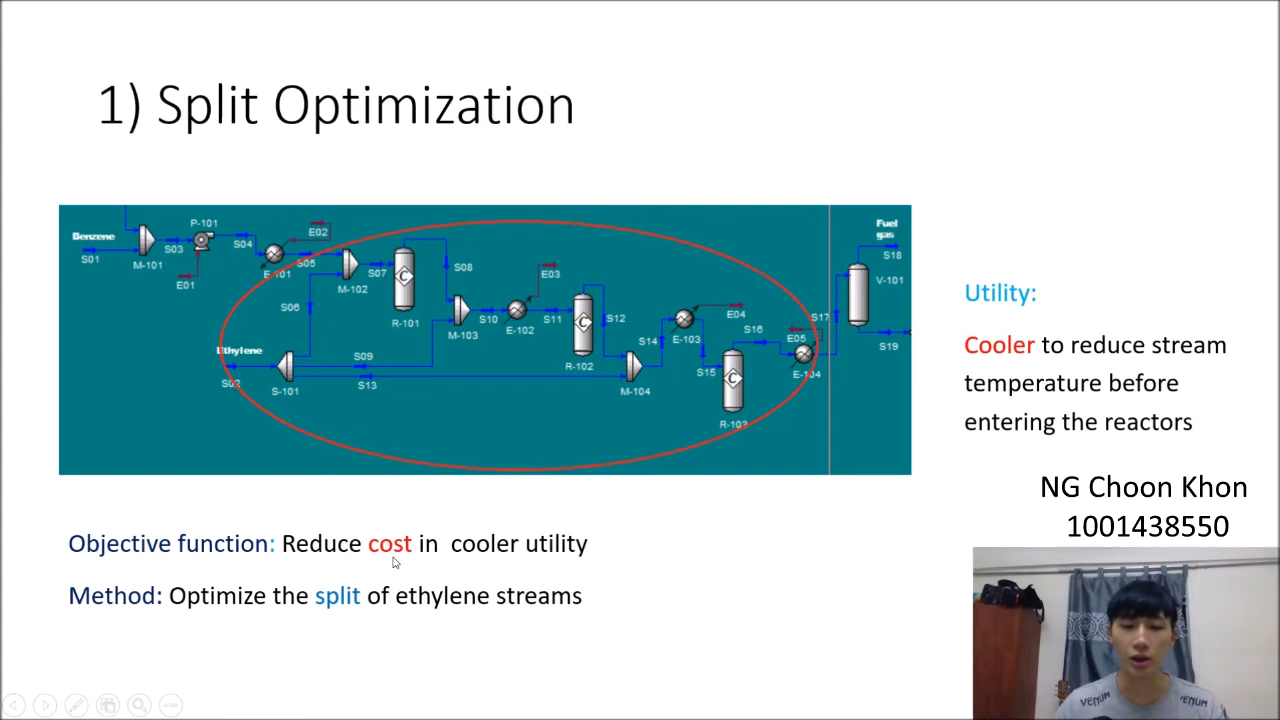 1) Split Optimization
Benzene
S01
M-101
S03
P-101
E01
S04
E-101
E02
S05
M-102
S07
S06
R-101
S08
M-103
S10
E-102
E03
S11
R-102
S12
Ethylene
S02
S-101
S09
S13
M-104
S14
E-103
E04
S15
R-103
S16
E05
E-104
S17
Fuel
gas
S18
V-101
S19
Utility:
Cooler to reduce stream
temperature before
entering the reactors
NG Choon Khon
1001438550
Objective function: Reduce cost in cooler utility
Method: Optimize the split of ethylene streams
C
C
C
VENUM
VENUM